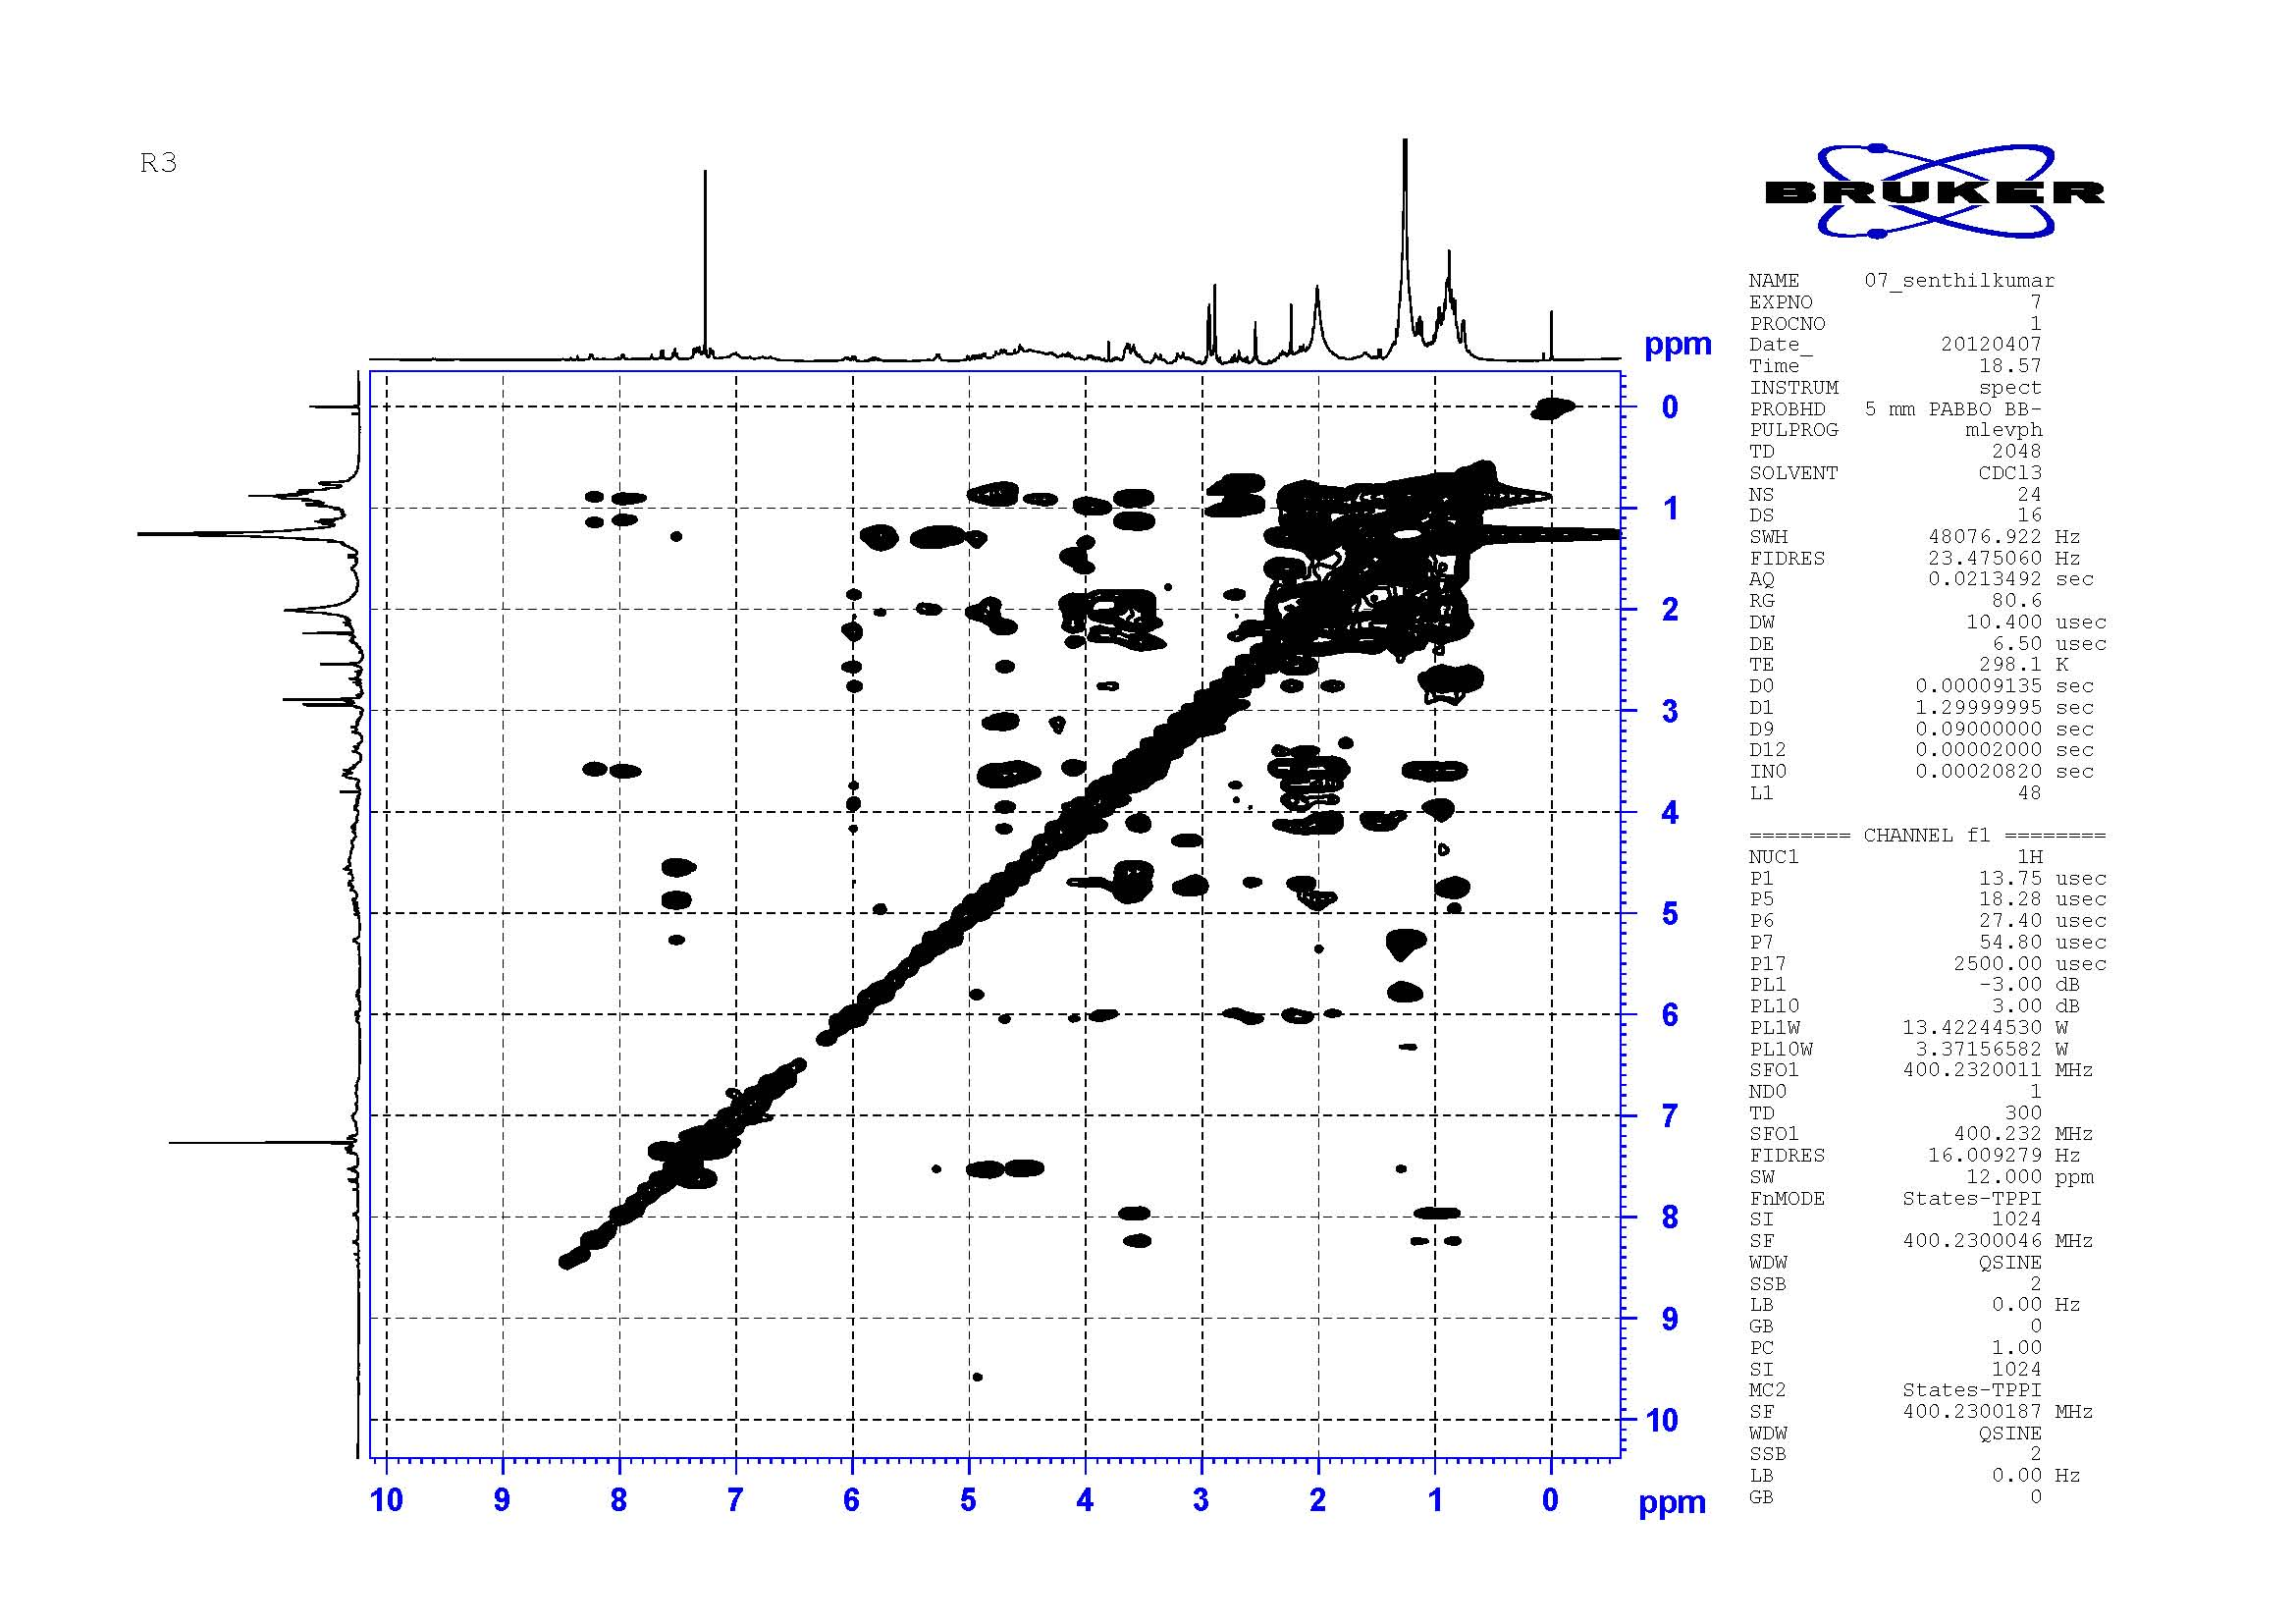 R3
BRUKER
NAME 07_senthilkumar
EXPNO 7
PROCNO 1
Date_ 20120407
Time 18.57
INSTRUM spect
PROBHD 5 mm PABBO BB-
PULPROG mlevph
TD 2048
SOLVENT CDCl3
NS 24
DS 16
SWH 48076.922 Hz
FIDRES 23.475060 Hz
AQ 0.0213492 sec
RG 80.6
DW 10.400 usec
DE 6.50 usec
TE 298.1 K
D0 0.00009135 sec
D1 1.29999995 sec
D9 0.09000000 sec
D12 0.00002000 sec
IN0 0.00020820 sec
L1 48
======== CHANNEL f1 ========
NUC1 1H
P1 13.75 usec
P5 18.28 usec
P6 27.40 usec
P7 54.80 usec
P17 2500.00 usec
PL1 -3.00 dB
PL10 3.00 dB
PL1W 13.42244530 W
PL10W 3.37156582 W
SFO1 400.2320011 MHz
ND0 1
TD 300
SFO1 400.232 MHz
FIDRES 16.009279 Hz
SW 12.000 ppm
FnMODE States-TPPI
SI 1024
SF 400.2300046 MHz
WDW QSINE
SSB 2
LB 0.00 Hz
GB 0
PC 1.00
SI 1024
MC2 States-TPPI
SF 400.2300187 MHz
WDW QSINE
SSB 2
LB 0.00 Hz
GB 0
ppm
0
1
2
3
4
5
6
7
8
9
10
10 9 8 7 6 5 4 3 2 1 0 ppm